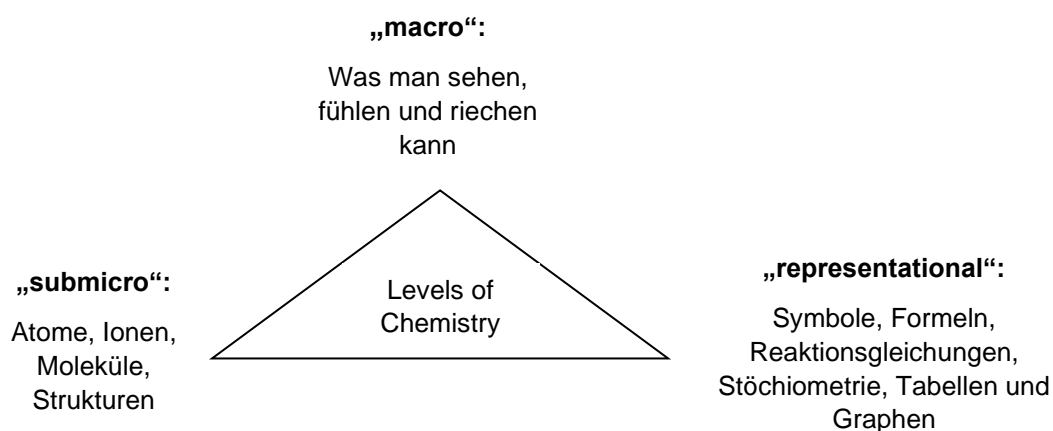 „macro“:
Was man sehen,
fühlen und riechen
kann
„submicro“:
Atome, Ionen,
Moleküle,
Strukturen
Levels of
Chemistry
„representational“:
Symbole, Formeln,
Reaktionsgleichungen,
Stöchiometrie, Tabellen und
Graphen